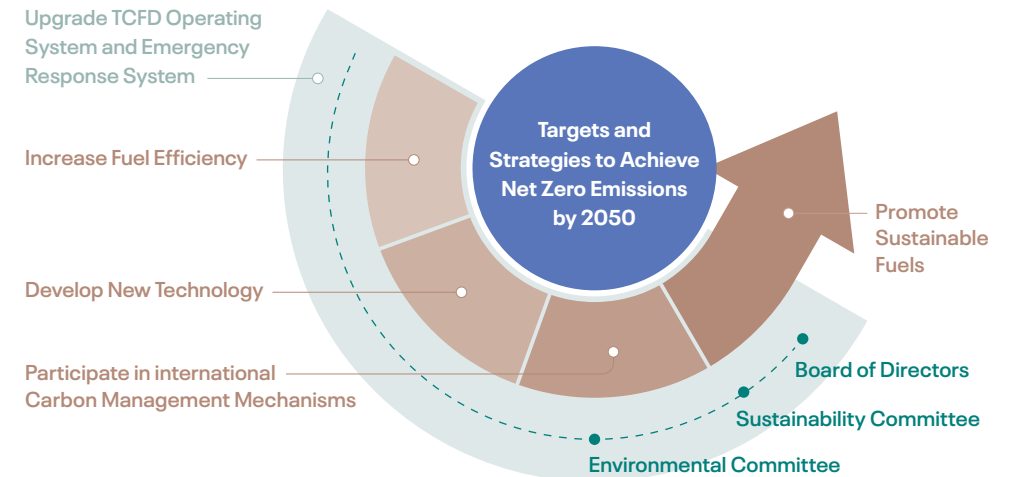 Upgrade TCFD Operating
System and Emergency
Response System
Increase Fuel Efficiency
Develop New Technology
Participate in international
Carbon Management Mechanisms
Targets and
Strategies to Achieve
Net Zero Emissions
by 2050
Promote
Sustainable
Fuels
Board of Directors
Sustainability Committee
Environmental Committee